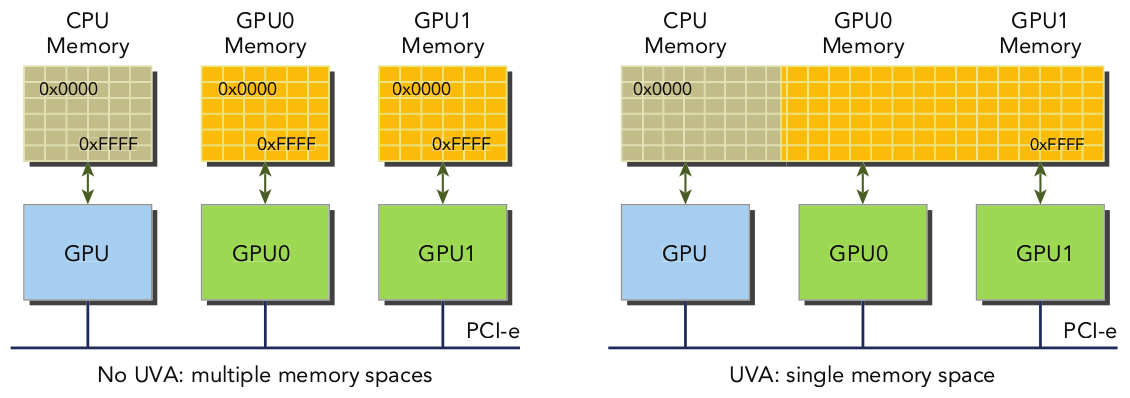 CPU
Memory
GPU0
Memory
GPU1
Memory
0x0000
0xFFFF
0x0000
0xFFFF
0x0000
0xFFFF
GPU
GPU0
GPU1
PCI-e
No UVA: multiple memory spaces
CPU
Memory
GPU0
Memory
GPU1
Memory
0x0000
0xFFFF
GPU
GPU0
GPU1
PCI-e
UVA: single memory space